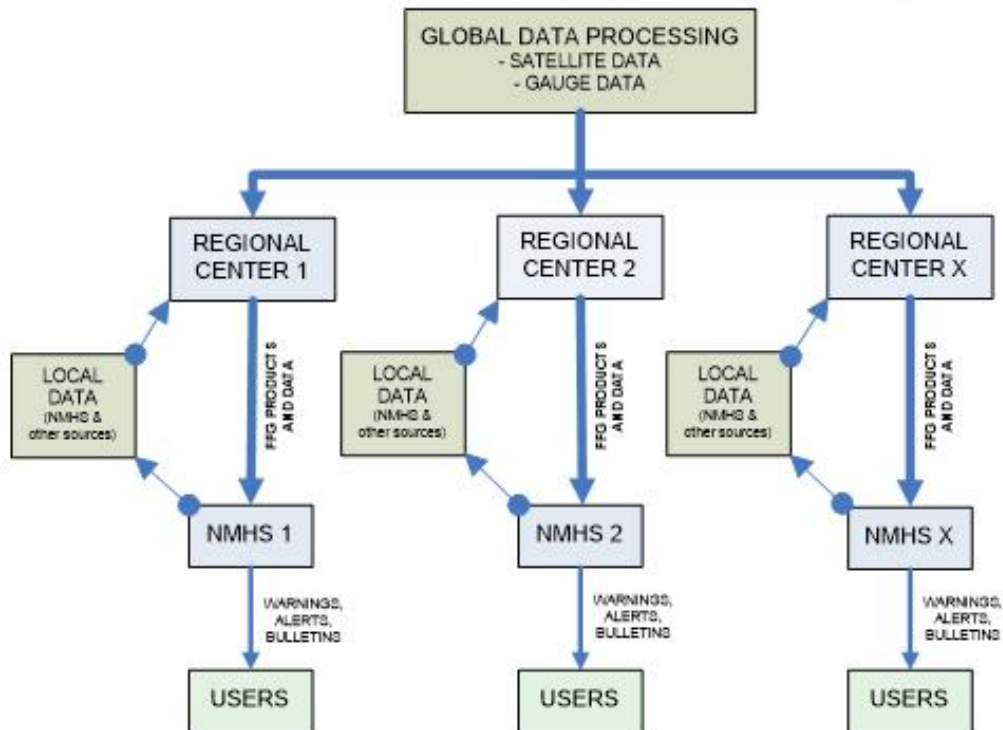 GLOBAL DATA PROCESSING
- SATELLITE DATA
- GAUGE DATA
REGIONAL
CENTER 1
REGIONAL
CENTER 2
REGIONAL
CENTER X
LOCAL
DATA
(NMHS &
other sources)
FFG PRODUCTS
AND DATA
LOCAL
DATA
(NMHS &
other sources)
FFG PRODUCTS
AND DATA
LOCAL
DATA
(NMHS &
other sources)
FFG PRODUCTS
AND DATA
NMHS 1
NMHS 2
NMHS X
WARNINGS,
ALERTS,
BULLETINS
WARNINGS,
ALERTS,
BULLETINS
WARNINGS,
ALERTS,
BULLETINS
USERS
USERS
USERS